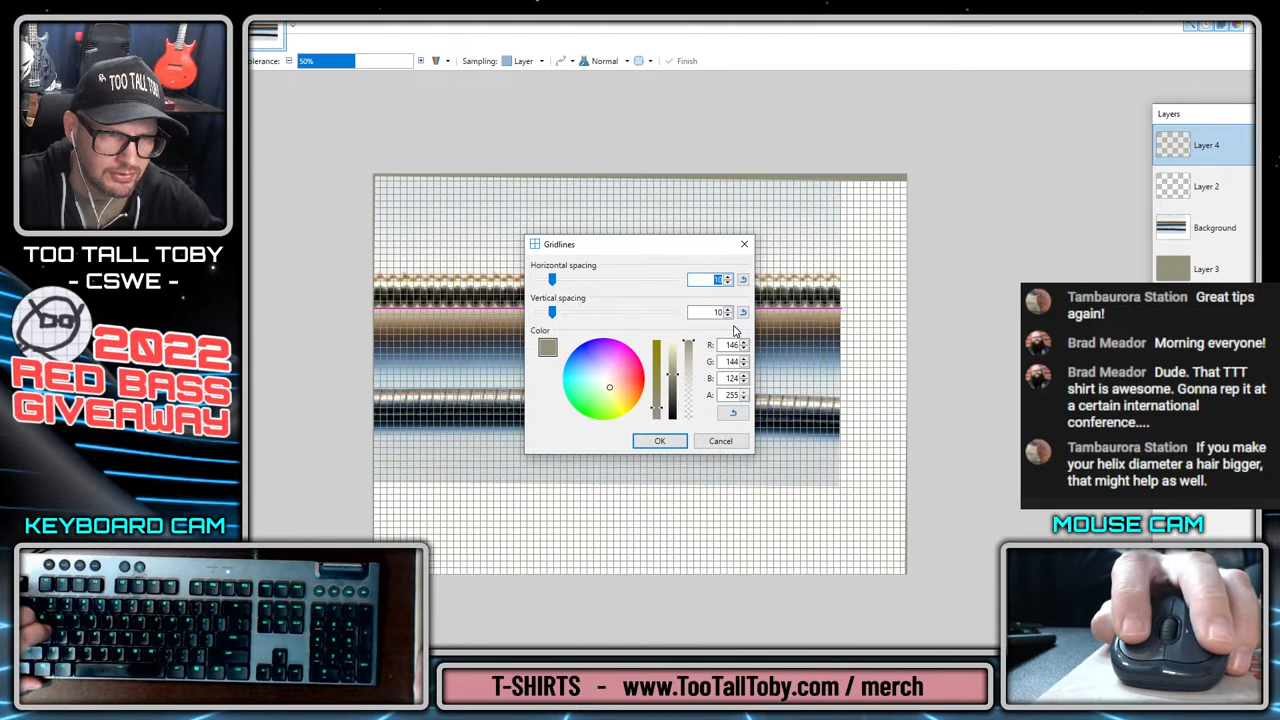 TOO TALL TOBY
TOO TALL TOBY
- CSWE -
2022
RED BASS
GIVEAWAY
KEYBOARD CAM
olerance:
50%
Sampling:
Layer
Normal
Finish
Gridlines
Horizontal spacing
10
Vertical spacing
10
Color
R: 146
G: 144
B: 124
A: 255
OK
Cancel
Layers
Layer 4
Layer 2
Background
Layer 3
Tambaurora Station Great tips
again!
Brad Meador Morning everyone!
Brad Meador Dude. That TTT
shirt is awesome. Gonna rep it at
a certain international
conference....
Tambaurora Station If you make
your helix diameter a hair bigger,
that might help as well.
MOUSE CAM
T-SHIRTS - www.TooTallToby.com / merch